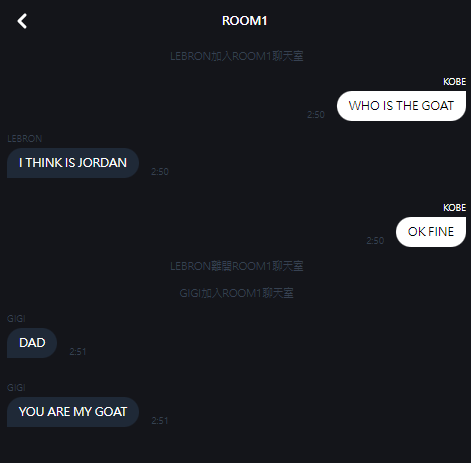 ROOM1
LEBRON加入ROOM1聊天室
KOBE
WHO IS THE GOAT
2:50
LEBRON
I THINK IS JORDAN
2:50
KOBE
OK FINE
2:50
LEBRON離開ROOM1聊天室
GIGI加入ROOM1聊天室
GIGI
DAD
2:51
GIGI
YOU ARE MY GOAT
2:51